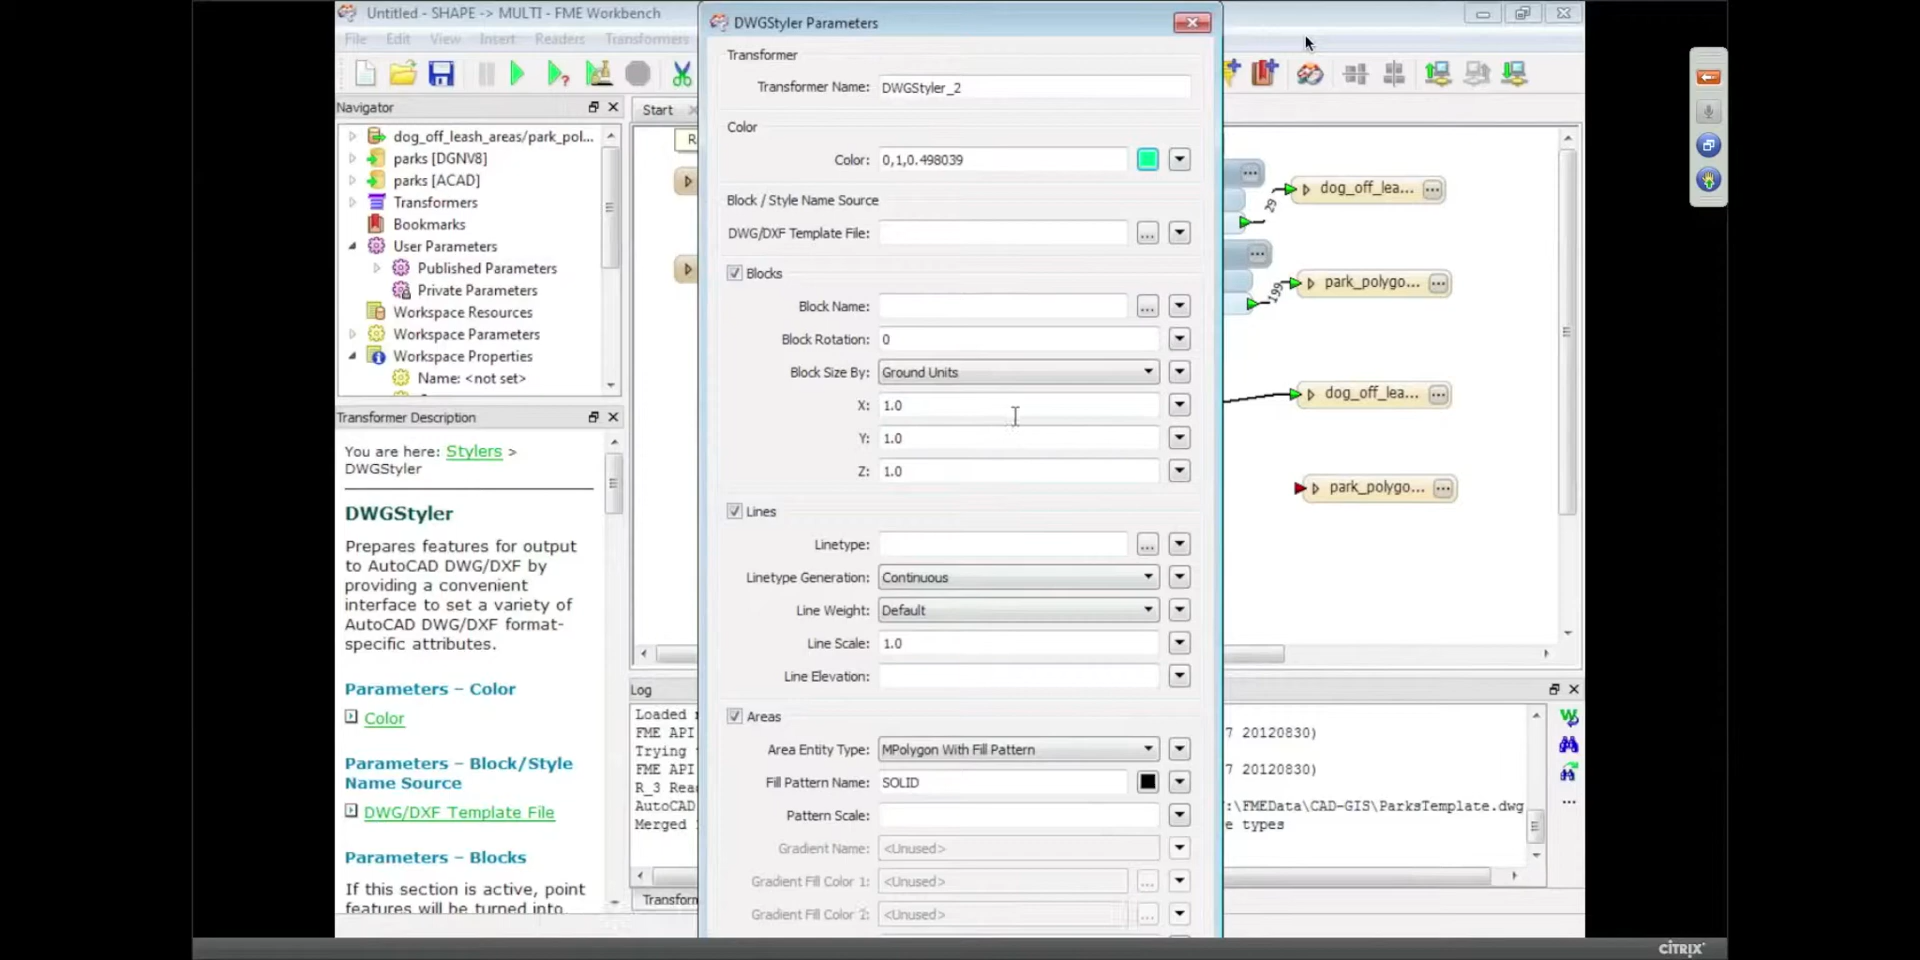 Untitled - SHAPE -> MULTI - FME Workbench
File Edit View Insert Readers Transformers
Navigator
dog_off_leash_areas/park_pol...
parks [DGNV8]
parks [ACAD]
Transformers
Bookmarks
User Parameters
Published Parameters
Private Parameters
Workspace Resources
Workspace Parameters
Workspace Properties
Name: <not set>
Transformer Description
You are here: Stylers >
DWGStyler
DWGStyler
Prepares features for output
to AutoCAD DWG/DXF by
providing a convenient
interface to set a variety of
AutoCAD DWG/DXF format-
specific attributes.
Parameters – Color
Color
Parameters – Block/Style
Name Source
DWG/DXF Template File
Parameters – Blocks
If this section is active, point
features will be turned into
Start
R
DWGStyler Parameters
Transformer
Transformer Name: DWGStyler_2
Color
Color: 0,1,0.498039
Block / Style Name Source
DWG/DXF Template File: ...
Blocks
Block Name: ...
Block Rotation: 0
Block Size By: Ground Units
X: 1.0
Y: 1.0
Z: 1.0
Lines
Linetype: ...
Linetype Generation: Continuous
Line Weight: Default
Line Scale: 1.0
Line Elevation:
Areas
Area Entity Type: MPolygon With Fill Pattern
Fill Pattern Name: SOLID
Pattern Scale:
Gradient Name: <Unused>
Gradient Fill Color 1: <Unused> ...
Gradient Fill Color 2: <Unused> ...
29
dog_off_lea... ...
199
park_polygo... ...
dog_off_lea... ...
park_polygo... ...
Log
Loaded
FME API 7 20120830)
Trying
FME API 7 20120830)
R_3 Rea
AutoCAD :\FMEData\CAD-GIS\ParksTemplate.dwg
Merged e types
Transform
CİTRIX